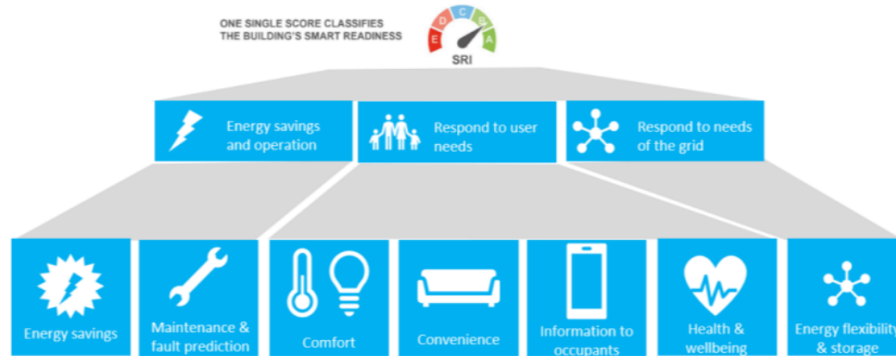 ONE SINGLE SCORE CLASSIFIES
THE BUILDING'S SMART READINESS
E D C B A
SRI
Energy savings
and operation
Respond to user
needs
Respond to needs
of the grid
Energy savings
Maintenance &
fault prediction
Comfort
Convenience
Information to
occupants
Health &
wellbeing
Energy flexibility
& storage